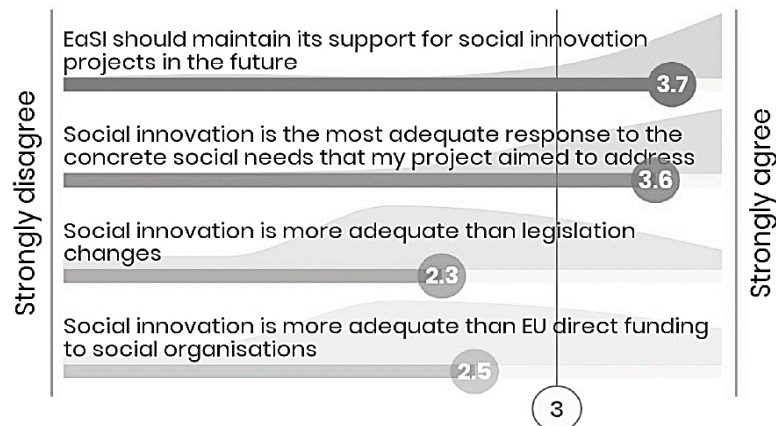 EaSI should maintain its support for social innovation
projects in the future
3.7
Social innovation is the most adequate response to the
concrete social needs that my project aimed to address
3.6
Social innovation is more adequate than legislation
changes
2.3
Social innovation is more adequate than EU direct funding
to social organisations
2.5
3
Strongly disagree
Strongly agree